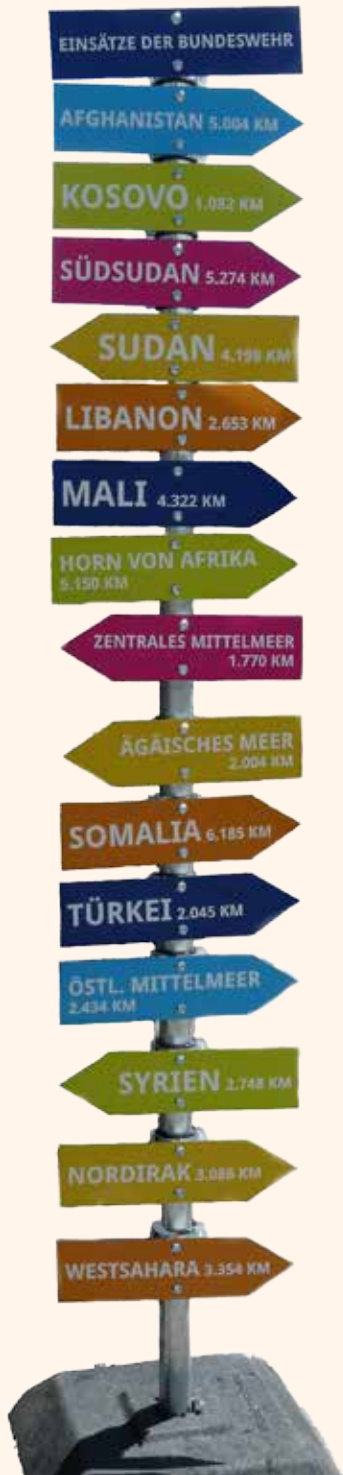 EINSÄTZE DER BUNDESWEHR
AFGHANISTAN 5.004 KM
KOSOVO 1.082 KM
SÜDSUDAN 5.274 KM
SUDAN 4.198 KM
LIBANON 2.653 KM
MALI 4.322 KM
HORN VON AFRIKA
5.150 KM
ZENTRALES MITTELMEER
1.770 KM
ÄGÄISCHES MEER
2.004 KM
SOMALIA 6.185 KM
TÜRKEI 2.045 KM
ÖSTL. MITTELMEER
2.434 KM
SYRIEN 2.748 KM
NORDIRAK 3.086 KM
WESTSAHARA 3.354 KM